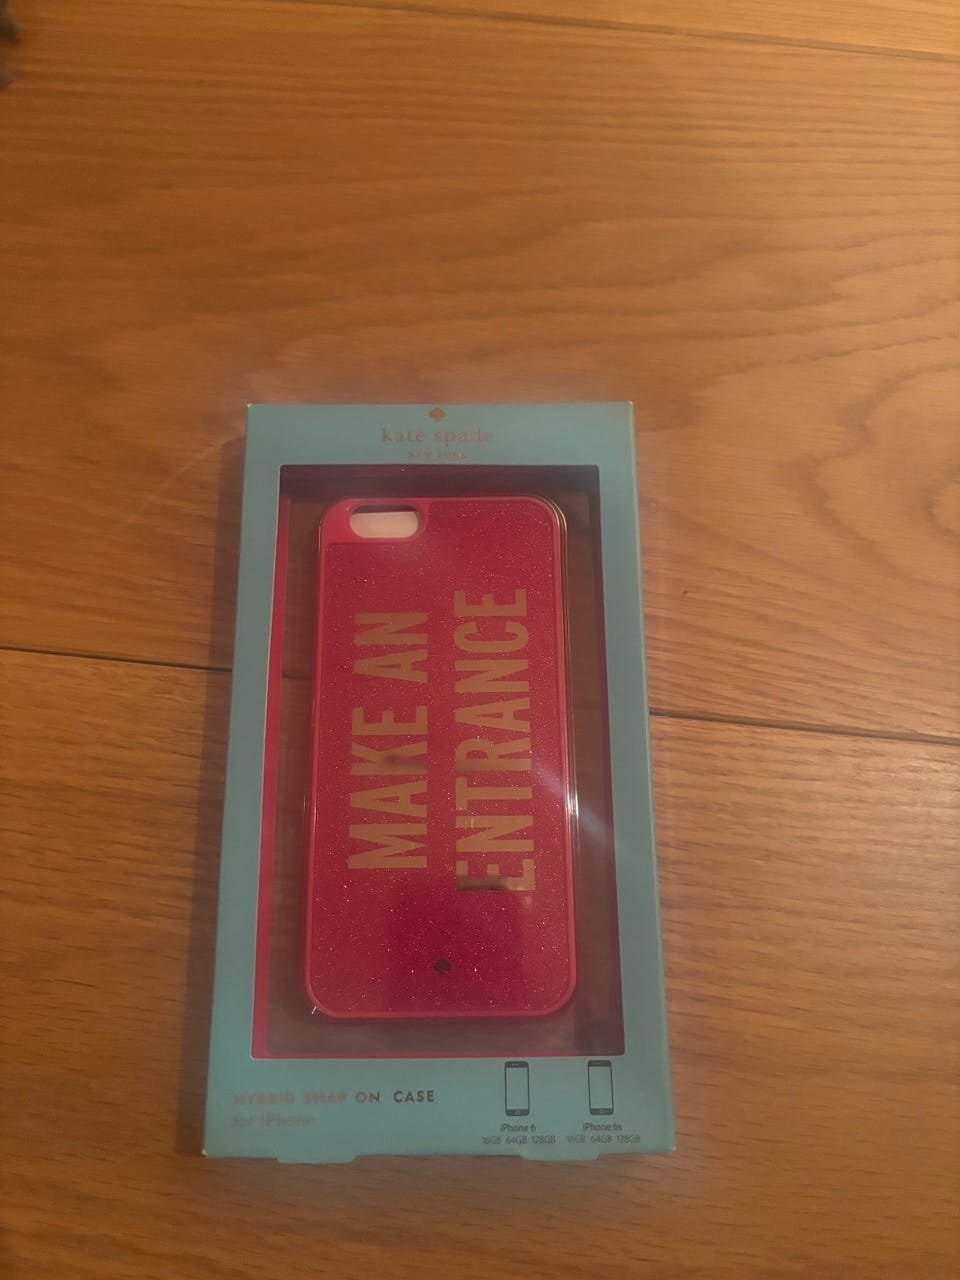 kate spade
NEW YORK
MAKE AN
ENTRANCE
HYBRID SNAP ON CASE
for iPhone
iPhone 6
16GB 64GB 128GB
iPhone 6s
16GB 64GB 128GB